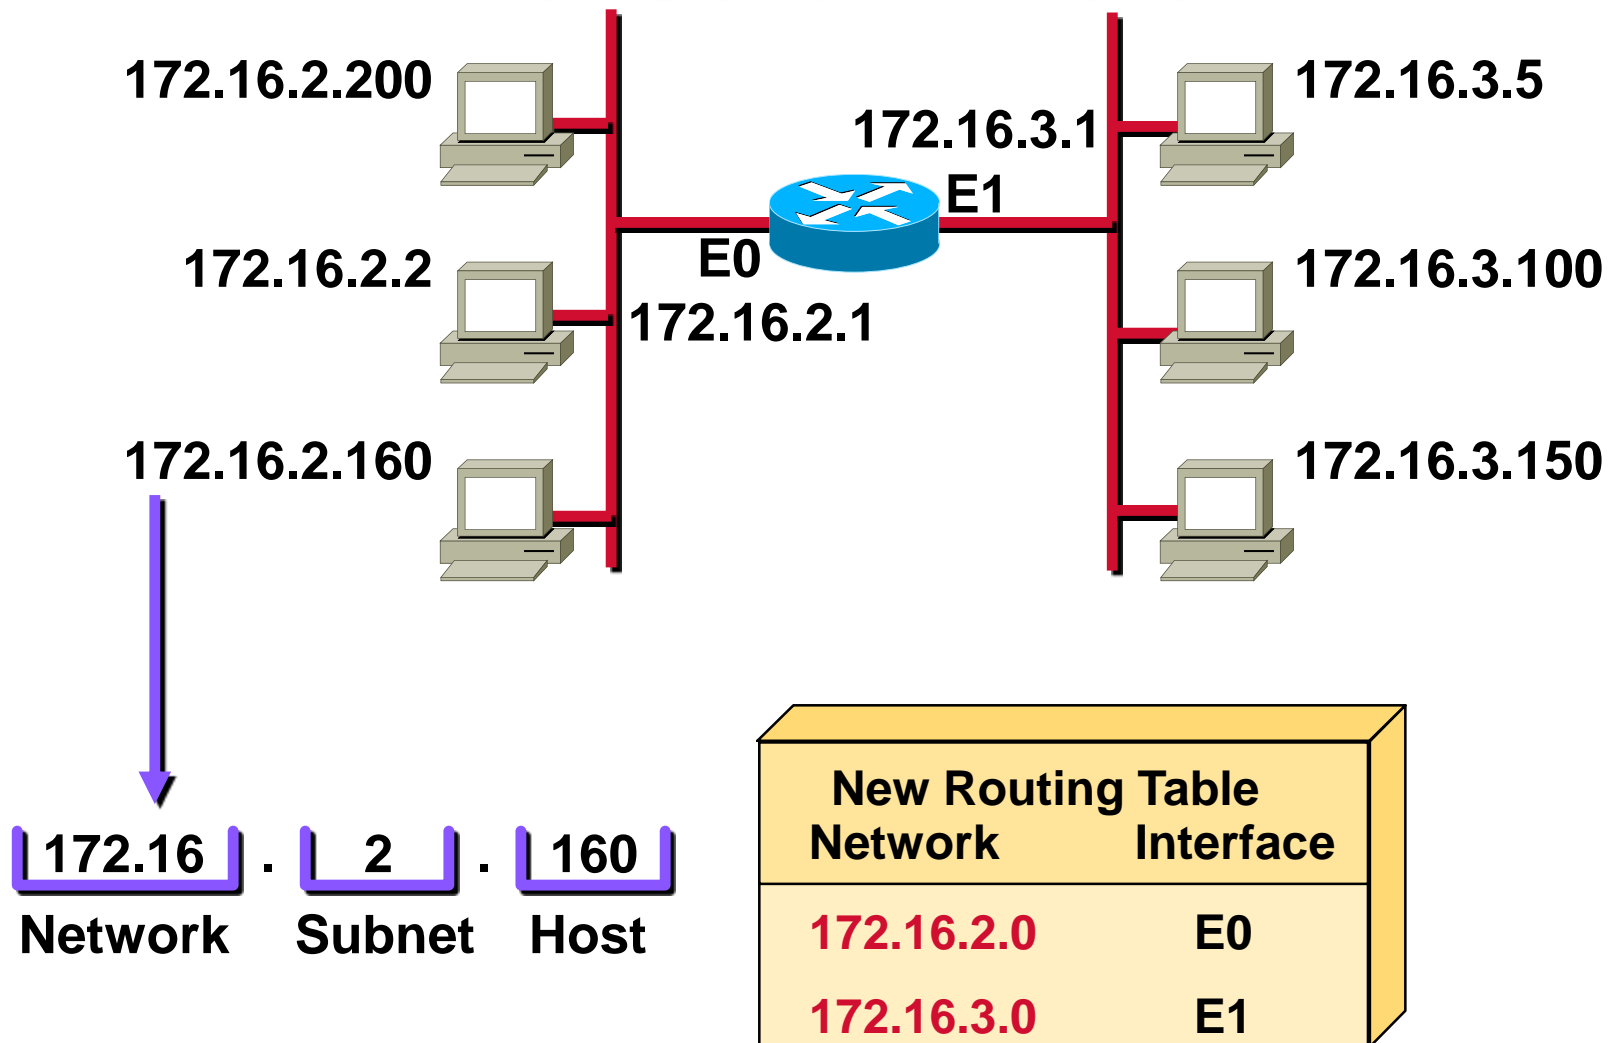 172.16.2.200
172.16.3.5
172.16.3.1
E1
E0
172.16.2.2
172.16.3.100
172.16.2.1
172.16.2.160
172.16.3.150
172.16 . 2 . 160
Network Subnet Host
New Routing Table
Network Interface
172.16.2.0 E0
172.16.3.0 E1